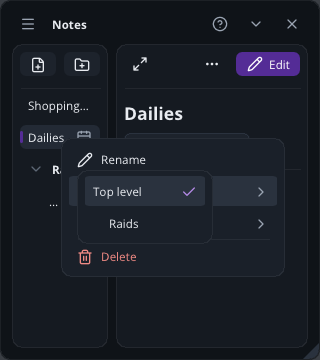 Notes
Edit
Shopping...
Dailies
Dailies
Rename
Top level
Raids
...
Delete